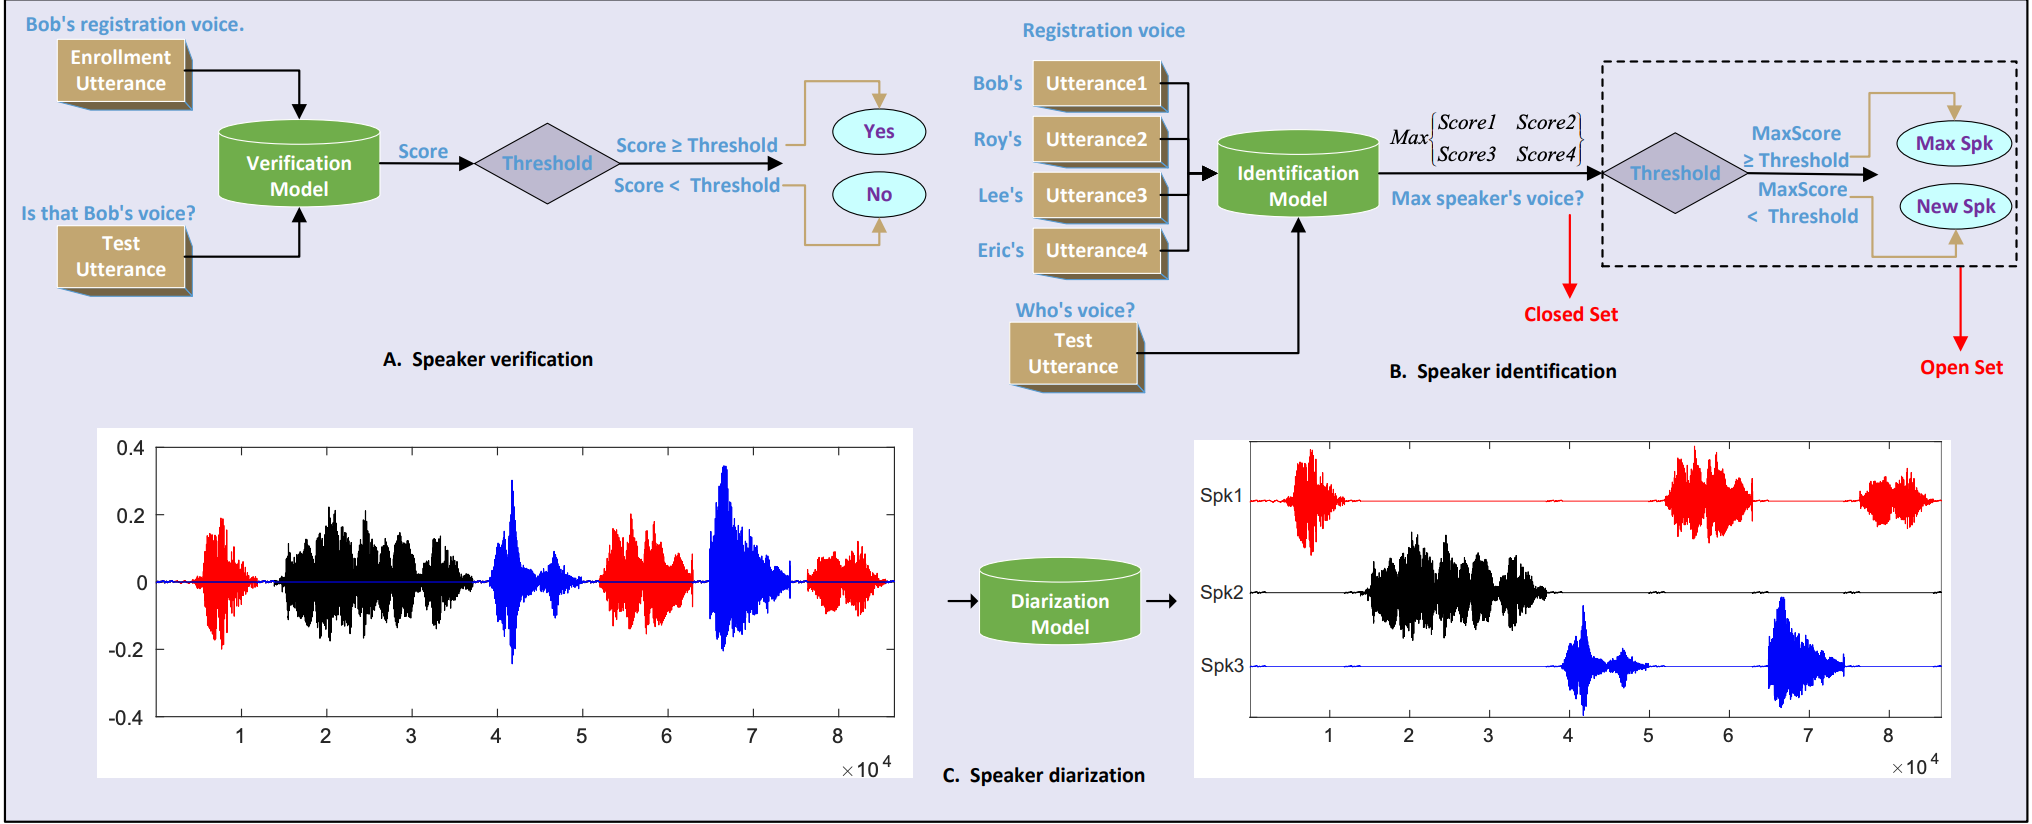 Bob's registration voice.
Enrollment
Utterance
Is that Bob's voice?
Test
Utterance
Verification
Model
Score
Threshold
Score ≥ Threshold
Score < Threshold
Yes
No
A. Speaker verification
Registration voice
Bob's
Utterance1
Roy's
Utterance2
Lee's
Utterance3
Eric's
Utterance4
Who's voice?
Test
Utterance
Identification
Model
Max{Score1 Score2
Score3 Score4}
Max speaker's voice?
Closed Set
Threshold
MaxScore
≥ Threshold
MaxScore
< Threshold
Max Spk
New Spk
Open Set
B. Speaker identification
0.4
0.2
0
-0.2
-0.4
1 2 3 4 5 6 7 8
×10^4
Diarization
Model
Spk1
Spk2
Spk3
1 2 3 4 5 6 7 8
×10^4
C. Speaker diarization